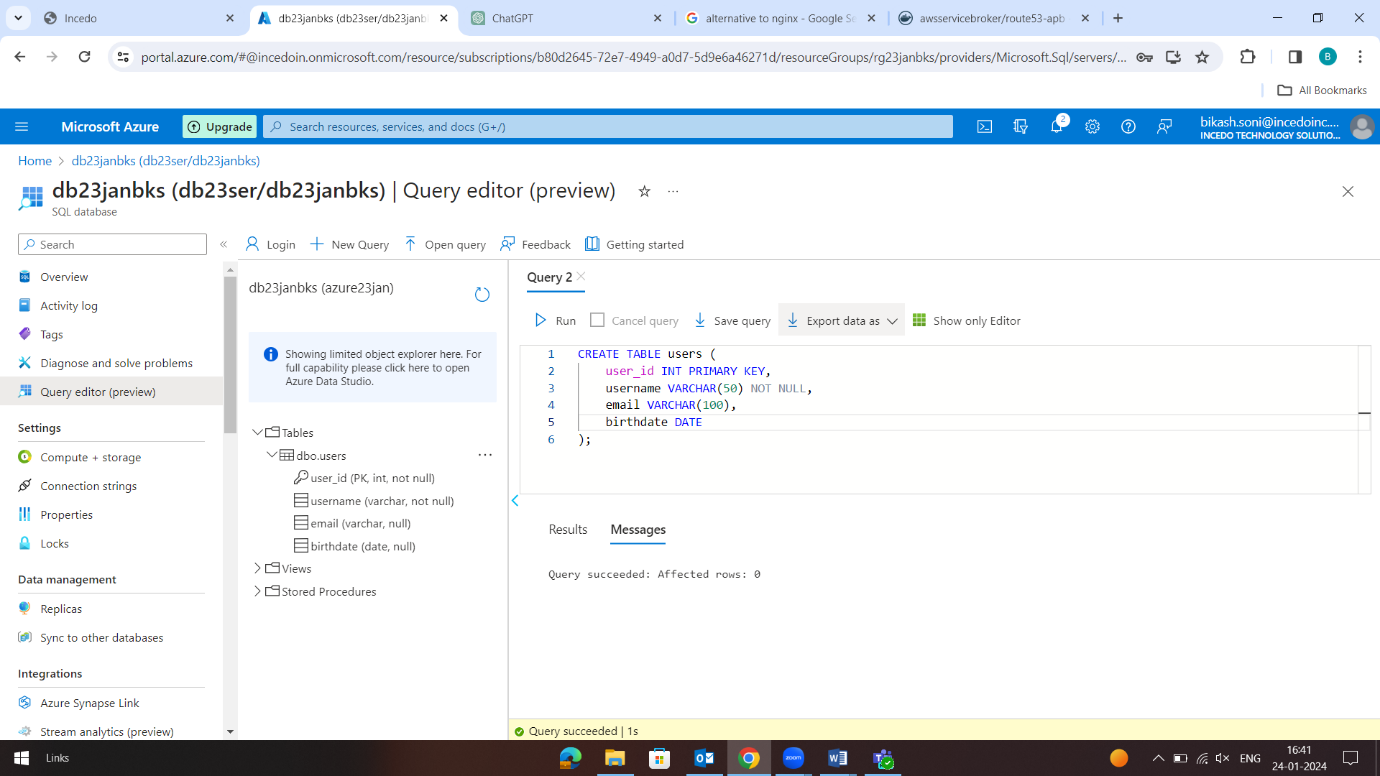 Incedo
db23janbks (db23ser/db23janb
ChatGPT
alternative to nginx - Google Se
awsservicebroker/route53-apb
portal.azure.com/#@incedoin.onmicrosoft.com/resource/subscriptions/b80d2645-72e7-4949-a0d7-5d9e6a46271d/resourceGroups/rg23janbks/providers/Microsoft.Sql/servers/...
B
All Bookmarks
Microsoft Azure
Upgrade
Search resources, services, and docs (G+/)
2
bikash.soni@incedoinc....
INCEDO TECHNOLOGY SOLUTIO...
Home > db23janbks (db23ser/db23janbks)
db23janbks (db23ser/db23janbks) | Query editor (preview)
SQL database
Search
Login
New Query
Open query
Feedback
Getting started
Overview
Activity log
Tags
Diagnose and solve problems
Query editor (preview)
Settings
Compute + storage
Connection strings
Properties
Locks
Data management
Replicas
Sync to other databases
Integrations
Azure Synapse Link
Stream analytics (preview)
db23janbks (azure23jan)
Showing limited object explorer here. For
full capability please click here to open
Azure Data Studio.
Tables
dbo.users
user_id (PK, int, not null)
username (varchar, not null)
email (varchar, null)
birthdate (date, null)
Views
Stored Procedures
Query 2
Run
Cancel query
Save query
Export data as
Show only Editor
1 CREATE TABLE users (
2 user_id INT PRIMARY KEY,
3 username VARCHAR(50) NOT NULL,
4 email VARCHAR(100),
5 birthdate DATE
6 );
Results
Messages
Query succeeded: Affected rows: 0
Query succeeded | 1s
Links
zoom
ENG
16:41
24-01-2024